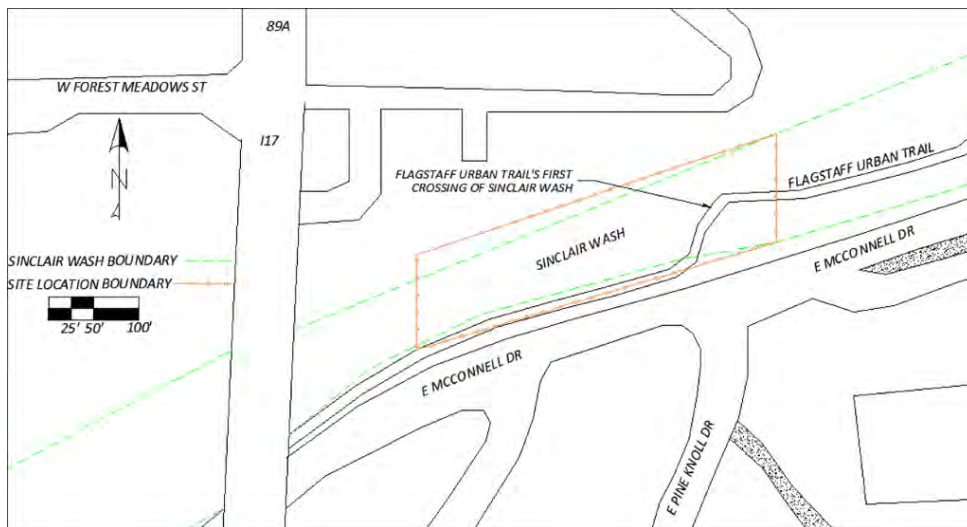 89A
W FOREST MEADOWS ST
I17
N
FLAGSTAFF URBAN TRAIL'S FIRST
CROSSING OF SINCLAIR WASH
FLAGSTAFF URBAN TRAIL
SINCLAIR WASH
E MCCONNELL DR
SINCLAIR WASH BOUNDARY
SITE LOCATION BOUNDARY
25' 50' 100'
E MCCONNELL DR
E PINE KNOLL DR